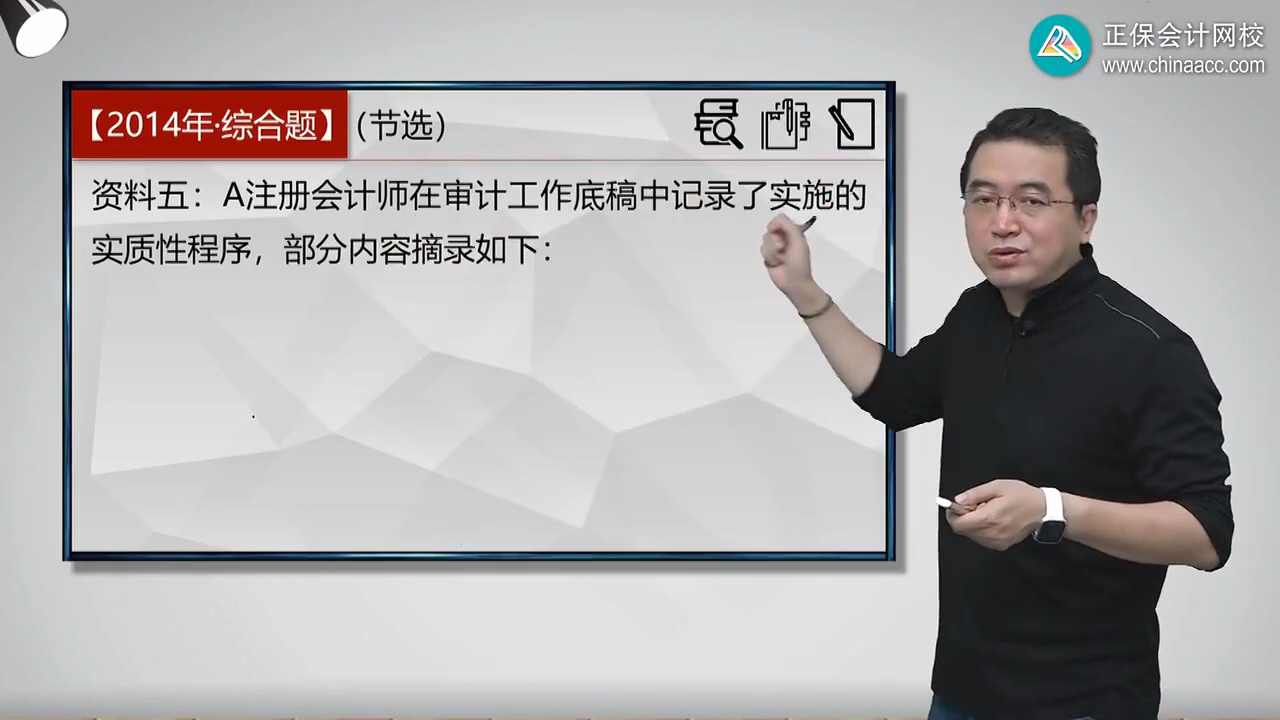 正保会计网校
www.chinaacc.com
【2014年·综合题】(节选)
资料五：A注册会计师在审计工作底稿中记录了实施的
实质性程序，部分内容摘录如下：